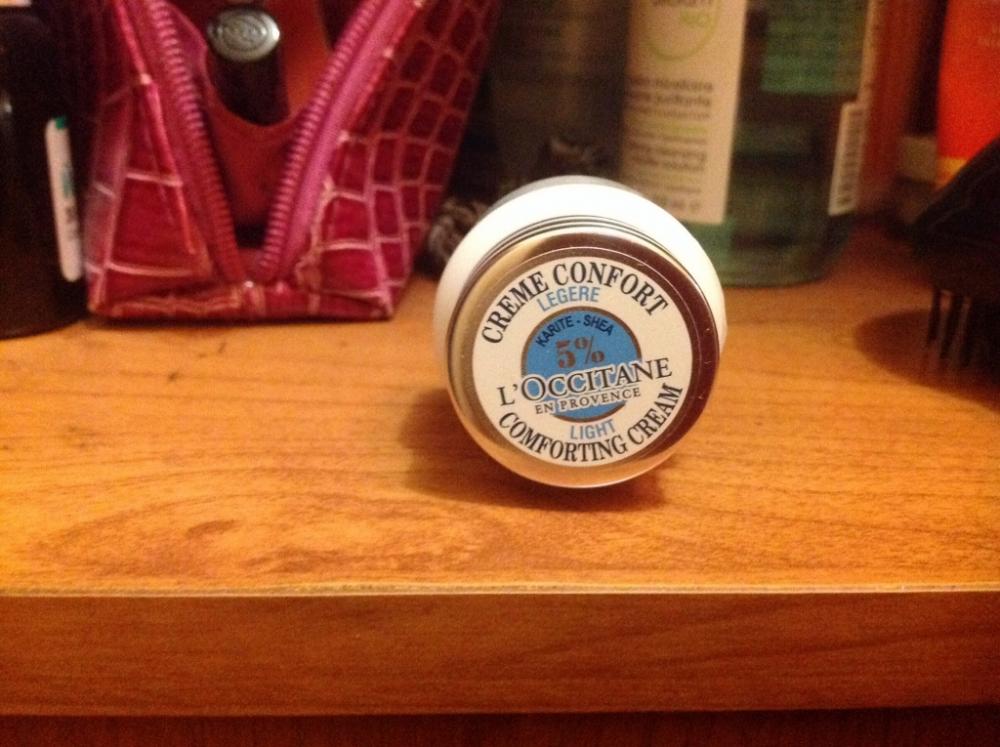 CREME CONFORT
LEGERE
KARITE - SHEA
5%
L'OCCITANE
EN PROVENCE
LIGHT
COMFORTING CREAM